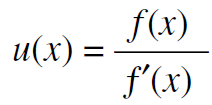 u(x) = f(x) / f′(x)